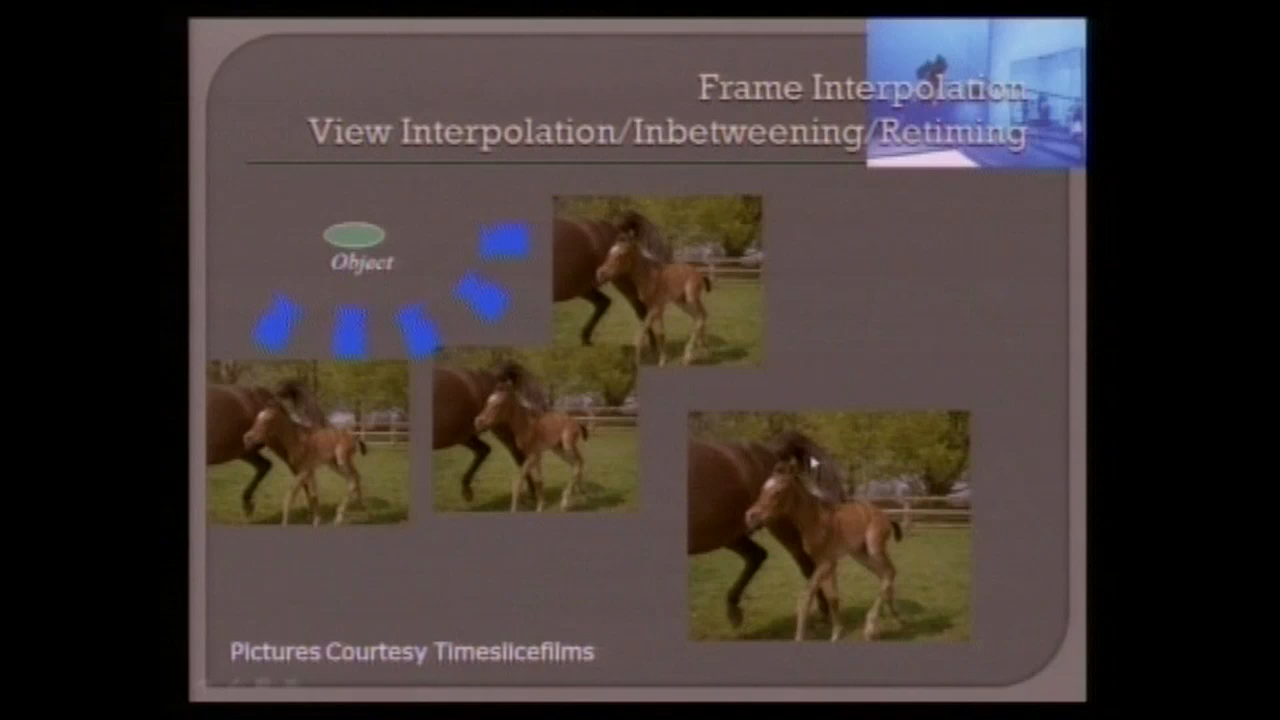 Frame Interpolation
View Interpolation/Inbetweening/Retiming
Object
Pictures Courtesy Timeslicefilms